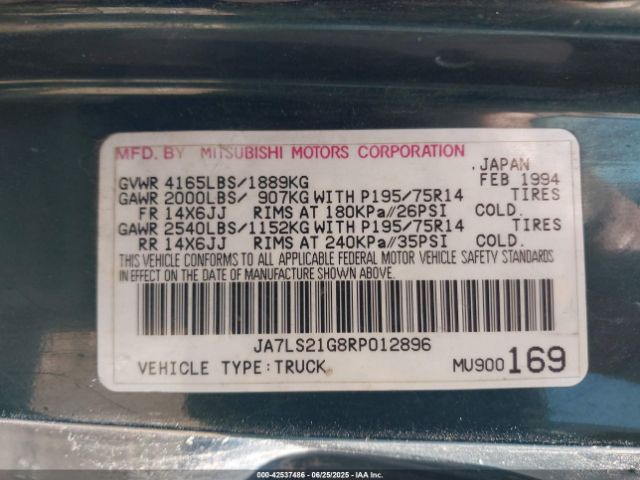 MFD. BY MITSUBISHI MOTORS CORPORATION
JAPAN
GVWR 4165LBS/1889KG FEB 1994
GAWR 2000LBS/ 907KG WITH P195/75R14 TIRES
FR 14X6JJ RIMS AT 180KPa//26PSI COLD.
GAWR 2540LBS/1152KG WITH P195/75R14 TIRES
RR 14X6JJ RIMS AT 240KPa//35PSI COLD.
THIS VEHICLE CONFORMS TO ALL APPLICABLE FEDERAL MOTOR VEHICLE SAFETY STANDARDS
IN EFFECT ON THE DATE OF MANUFACTURE SHOWN ABOVE.
JA7LS21G8RP012896
VEHICLE TYPE:TRUCK MU900169
000-42537486 - 06/25/2025 - IAA Inc.